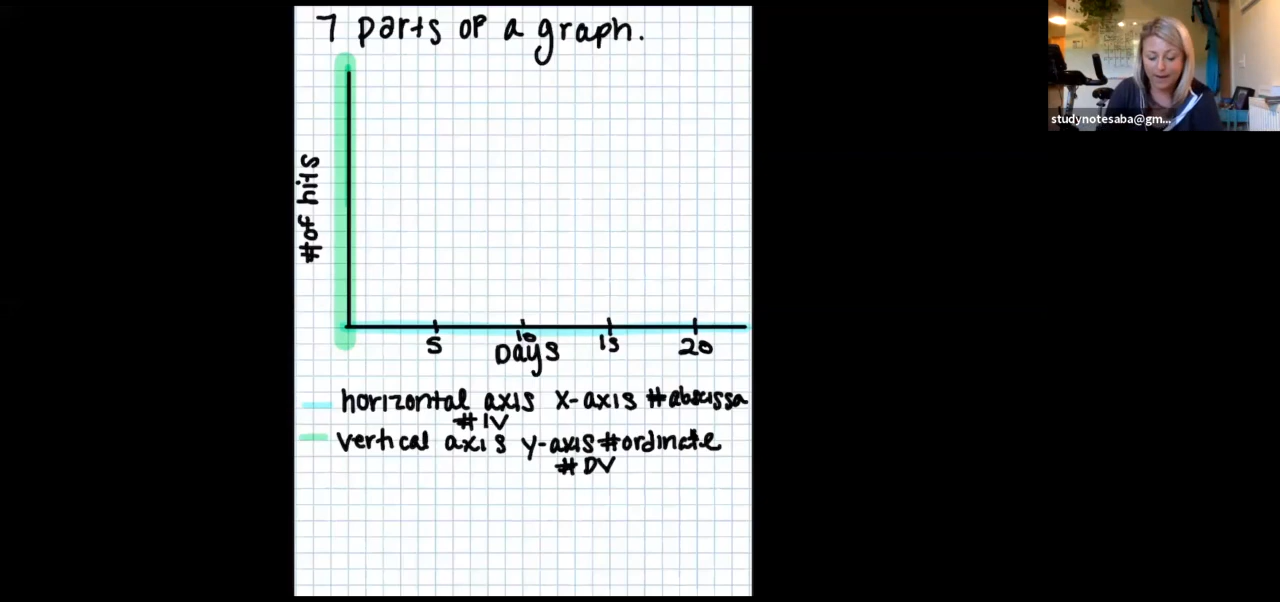 7 parts of a graph.
# of hits
5 10 15 20
Days
horizontal axis x-axis #abscissa
#IV
vertical axis y-axis #ordinate
#DV
studynotesaba@gm...